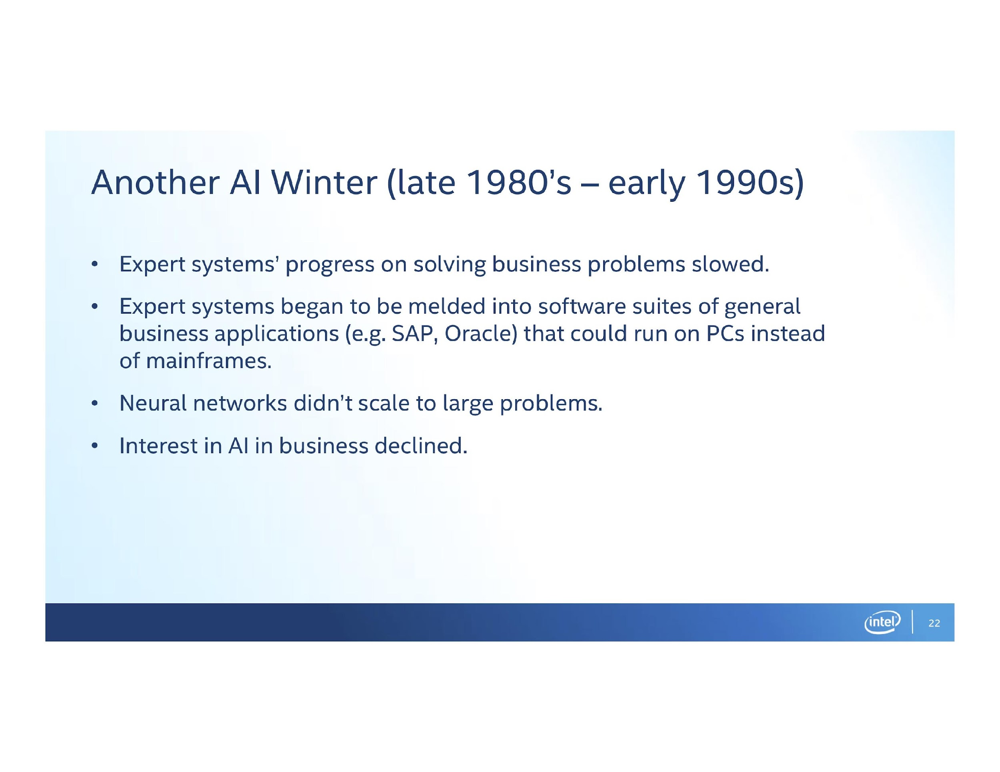 Another AI Winter (late 1980’s – early 1990s)
• Expert systems’ progress on solving business problems slowed.
• Expert systems began to be melded into software suites of general
business applications (e.g. SAP, Oracle) that could run on PCs instead
of mainframes.
• Neural networks didn’t scale to large problems.
• Interest in AI in business declined.
intel
22